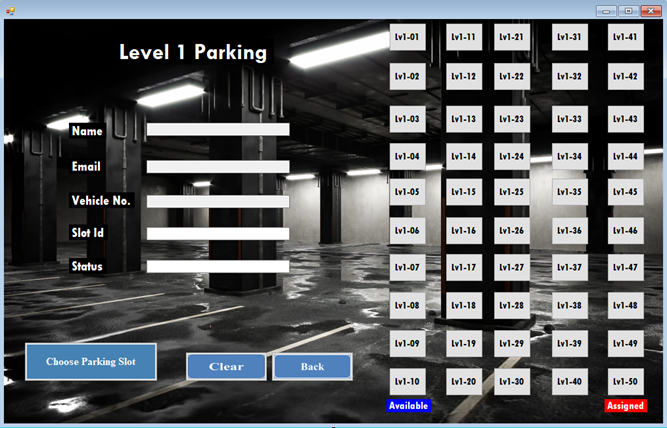 Level 1 Parking
Name
Email
Vehicle No.
Slot Id
Status
Choose Parking Slot
Clear
Back
Lv1-01 Lv1-11 Lv1-21 Lv1-31 Lv1-41
Lv1-02 Lv1-12 Lv1-22 Lv1-32 Lv1-42
Lv1-03 Lv1-13 Lv1-23 Lv1-33 Lv1-43
Lv1-04 Lv1-14 Lv1-24 Lv1-34 Lv1-44
Lv1-05 Lv1-15 Lv1-25 Lv1-35 Lv1-45
Lv1-06 Lv1-16 Lv1-26 Lv1-36 Lv1-46
Lv1-07 Lv1-17 Lv1-27 Lv1-37 Lv1-47
Lv1-08 Lv1-18 Lv1-28 Lv1-38 Lv1-48
Lv1-09 Lv1-19 Lv1-29 Lv1-39 Lv1-49
Lv1-10 Lv1-20 Lv1-30 Lv1-40 Lv1-50
Available Assigned